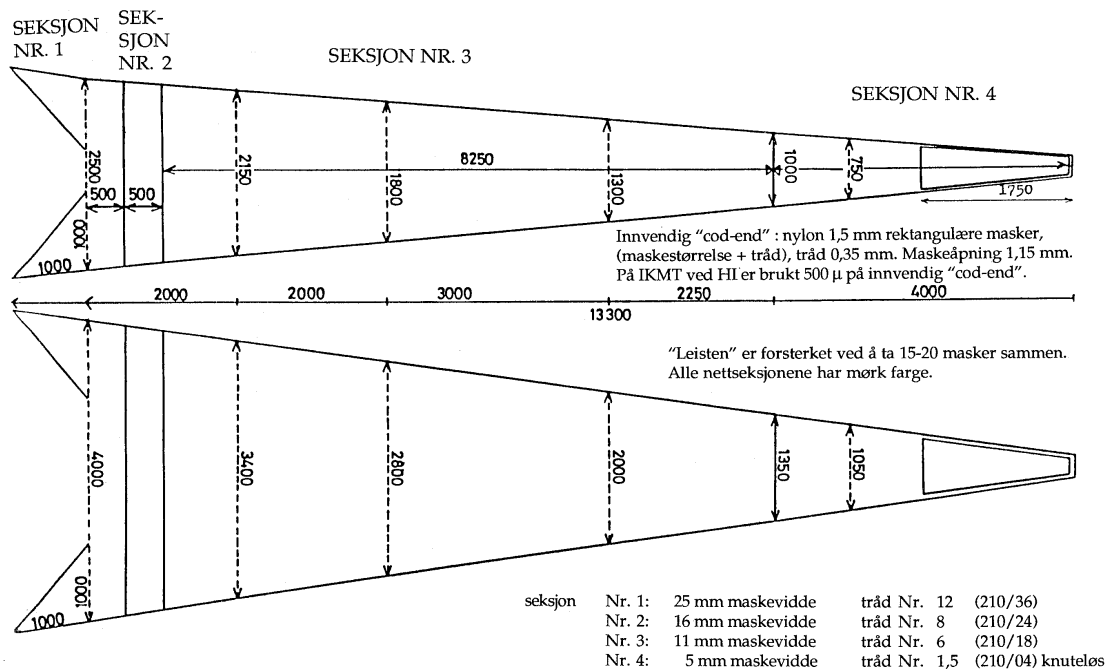 SEKSJON
NR. 1
SEK-
SJON
NR. 2
SEKSJON NR. 3
SEKSJON NR. 4
2500
500
500
1000
1000
2150
8250
1800
1300
1000
750
1750
Innvendig "cod-end" : nylon 1,5 mm rektangulære masker,
(maskestørrelse + tråd), tråd 0,35 mm. Maskeåpning 1,15 mm.
På IKMT ved HI er brukt 500 µ på innvendig "cod-end".
2000
2000
3000
2250
4000
13300
"Leisten" er forsterket ved å ta 15-20 masker sammen.
Alle nettseksjonene har mørk farge.
4000
3400
2800
2000
1350
1050
1000
1000
seksjon Nr. 1: 25 mm maskevidde tråd Nr. 12 (210/36)
Nr. 2: 16 mm maskevidde tråd Nr. 8 (210/24)
Nr. 3: 11 mm maskevidde tråd Nr. 6 (210/18)
Nr. 4: 5 mm maskevidde tråd Nr. 1,5 (210/04) knuteløs